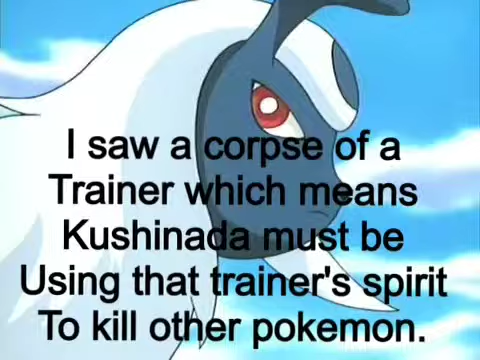 I saw a corpse of a
Trainer which means
Kushinada must be
Using that trainer's spirit
To kill other pokemon.